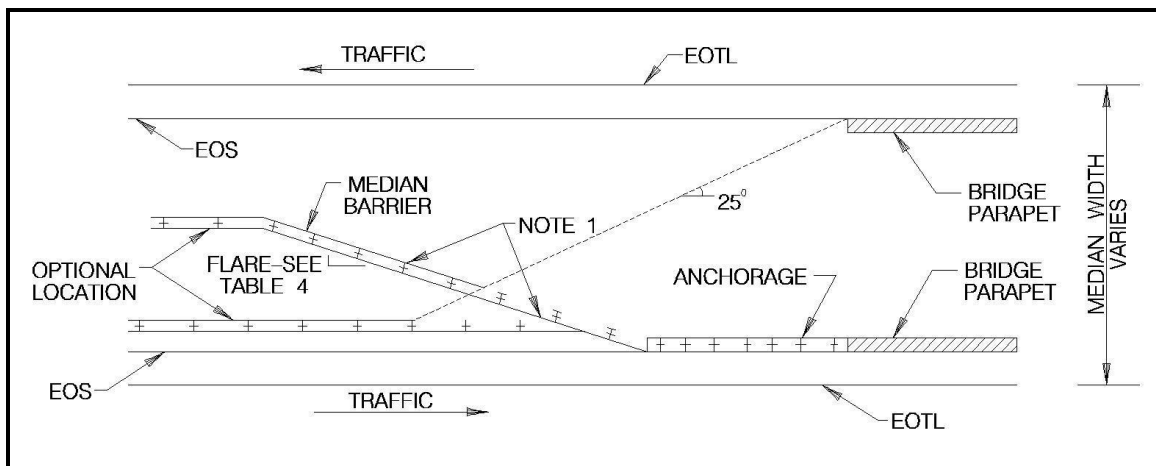 TRAFFIC
EOTL
EOS
MEDIAN
BARRIER
NOTE 1
25°
BRIDGE
PARAPET
MEDIAN WIDTH
VARIES
OPTIONAL
LOCATION
FLARE-SEE
TABLE 4
ANCHORAGE
BRIDGE
PARAPET
EOS
TRAFFIC
EOTL